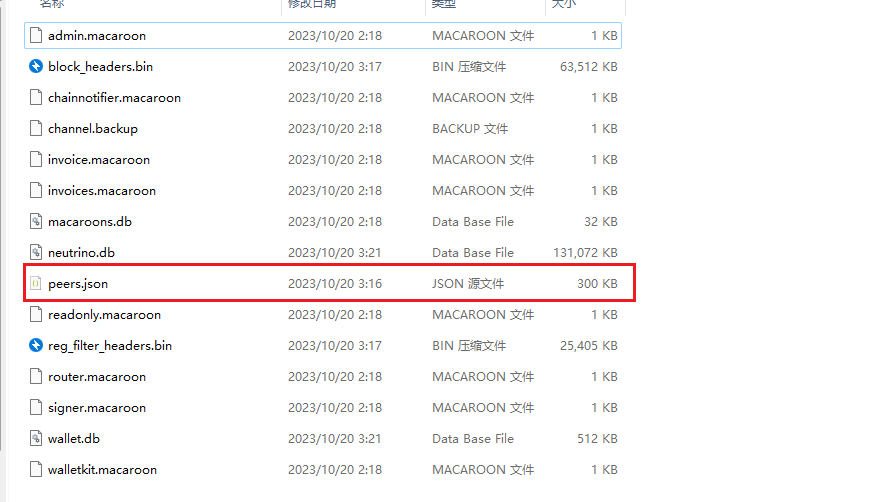 名称 修改日期 类型 大小
admin.macaroon 2023/10/20 2:18 MACAROON 文件 1 KB
block_headers.bin 2023/10/20 3:17 BIN 压缩文件 63,512 KB
chainnotifier.macaroon 2023/10/20 2:18 MACAROON 文件 1 KB
channel.backup 2023/10/20 2:18 BACKUP 文件 1 KB
invoice.macaroon 2023/10/20 2:18 MACAROON 文件 1 KB
invoices.macaroon 2023/10/20 2:18 MACAROON 文件 1 KB
macaroons.db 2023/10/20 2:18 Data Base File 32 KB
neutrino.db 2023/10/20 3:21 Data Base File 131,072 KB
peers.json 2023/10/20 3:16 JSON 源文件 300 KB
readonly.macaroon 2023/10/20 2:18 MACAROON 文件 1 KB
reg_filter_headers.bin 2023/10/20 3:17 BIN 压缩文件 25,405 KB
router.macaroon 2023/10/20 2:18 MACAROON 文件 1 KB
signer.macaroon 2023/10/20 2:18 MACAROON 文件 1 KB
wallet.db 2023/10/20 3:21 Data Base File 512 KB
walletkit.macaroon 2023/10/20 2:18 MACAROON 文件 1 KB